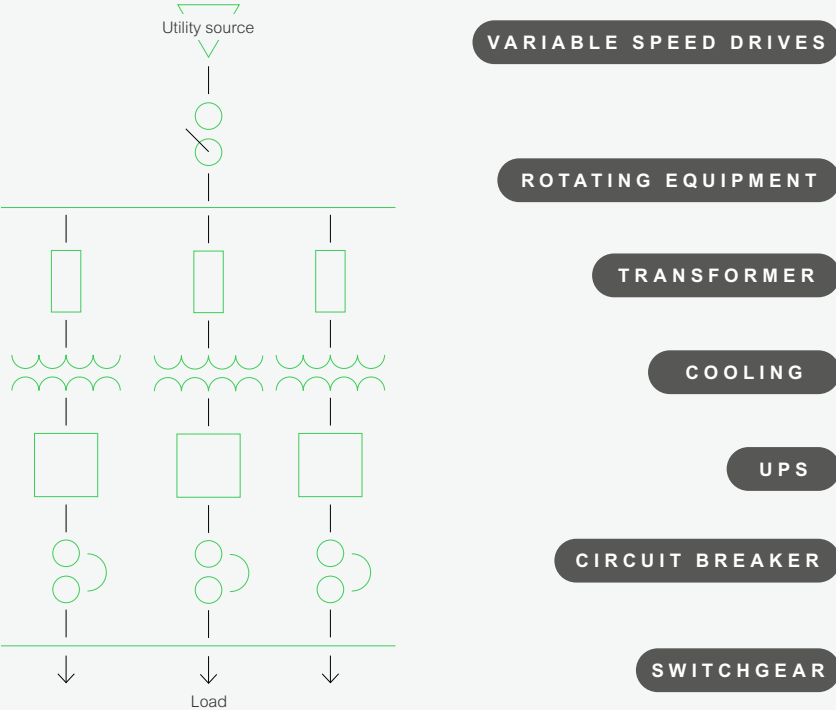 Utility source
VARIABLE SPEED DRIVES
ROTATING EQUIPMENT
TRANSFORMER
COOLING
UPS
CIRCUIT BREAKER
SWITCHGEAR
Load